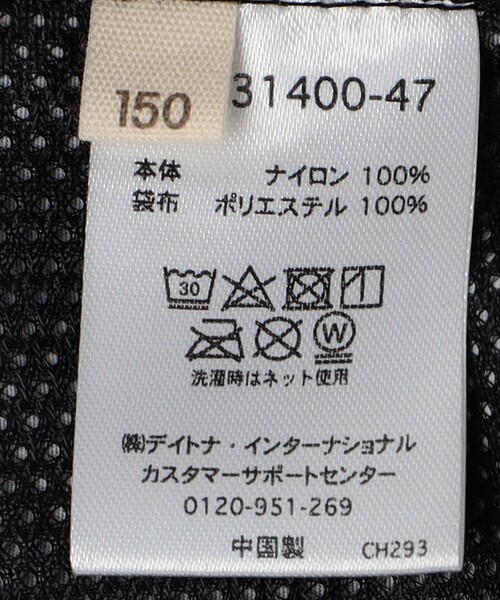 150
31400-47
本体 ナイロン 100%
袋布 ポリエステル 100%
30
W
洗濯時はネット使用
㈱デイトナ・インターナショナル
カスタマーサポートセンター
0120-951-269
中国製 CH293